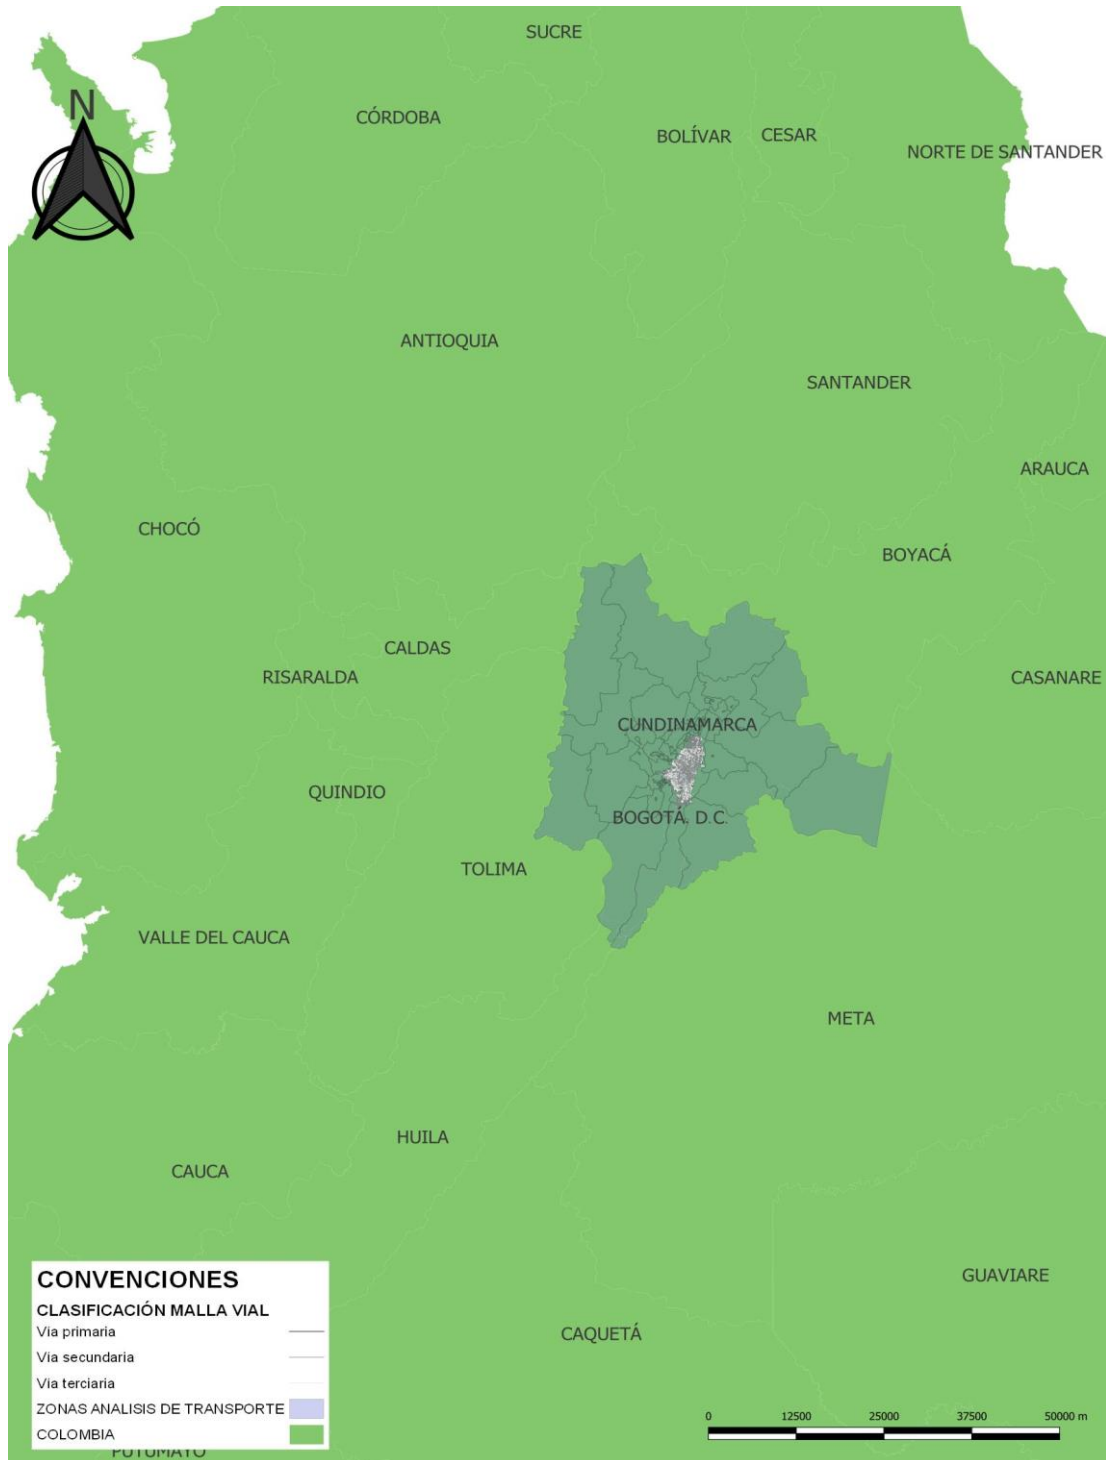 SUCRE
N
CÓRDOBA
BOLÍVAR
CESAR
NORTE DE SANTANDER
ANTIOQUIA
SANTANDER
ARAUCA
CHOCÓ
BOYACÁ
CALDAS
RISARALDA
CASANARE
CUNDINAMARCA
QUINDIO
BOGOTÁ. D.C.
TOLIMA
VALLE DEL CAUCA
META
HUILA
CAUCA
GUAVIARE
CAQUETÁ
CONVENCIONES
CLASIFICACIÓN MALLA VIAL
Via primaria
Via secundaria
Via terciaria
ZONAS ANALISIS DE TRANSPORTE
COLOMBIA
PUTUMAYO
0 12500 25000 37500 50000 m